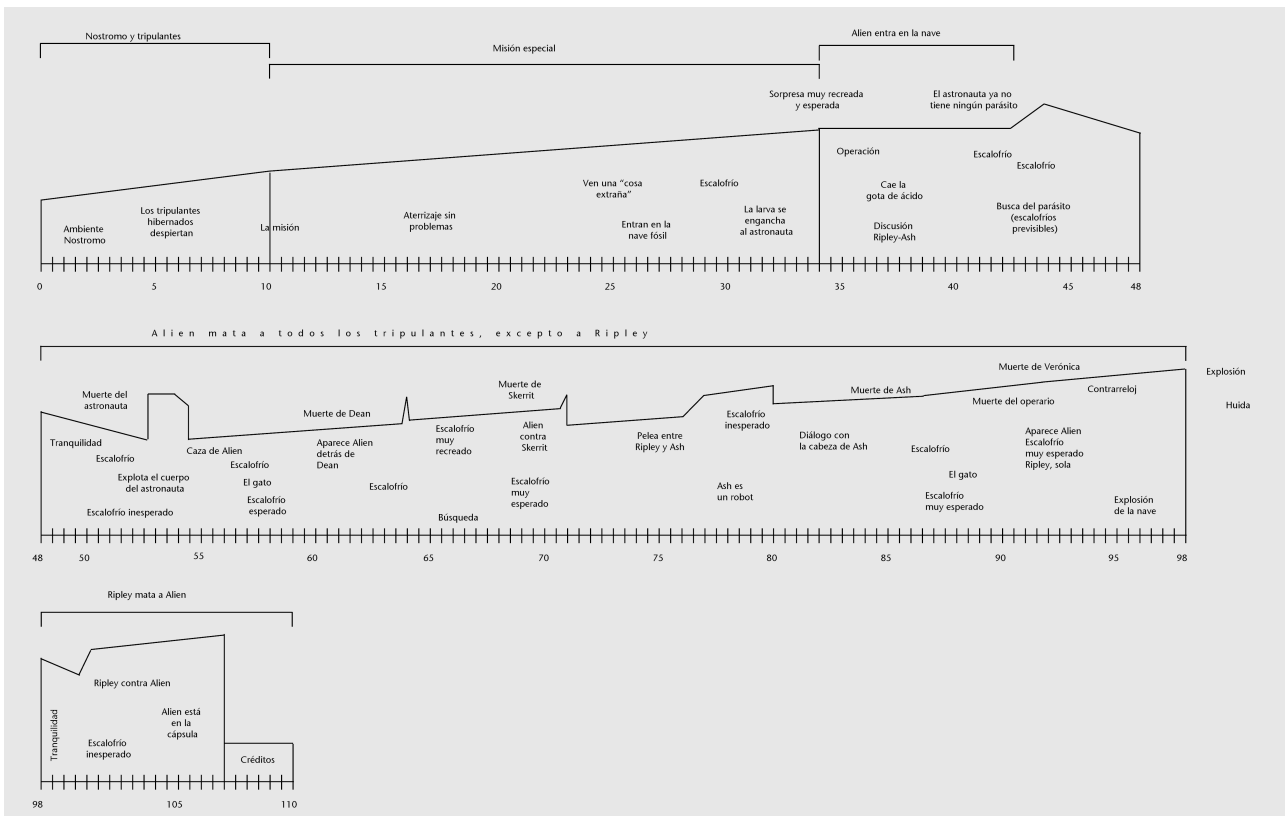 Nostromo y tripulantes
Misión especial
Alien entra en la nave
Sorpresa muy recreada
y esperada
El astronauta ya no
tiene ningún parásito
Ambiente
Nostromo
Los tripulantes
hibernados
despiertan
La misión
Aterrizaje sin
problemas
Ven una “cosa
extraña”
Entran en la
nave fósil
Escalofrío
La larva se
engancha
al astronauta
Operación
Cae la
gota de ácido
Discusión
Ripley-Ash
Escalofrío
Escalofrío
Busca del parásito
(escalofríos
previsibles)
0 5 10 15 20 25 30 35 40 45 48
Alien mata a todos los tripulantes, excepto a Ripley
Muerte del
astronauta
Tranquilidad
Escalofrío
Explota el cuerpo
del astronauta
Escalofrío inesperado
Caza de Alien
Escalofrío
El gato
Escalofrío
esperado
Muerte de Dean
Aparece Alien
detrás de
Dean
Escalofrío
Escalofrío
muy
recreado
Búsqueda
Muerte de
Skerrit
Alien
contra
Skerrit
Escalofrío
muy
esperado
Pelea entre
Ripley y Ash
Escalofrío
inesperado
Ash es
un robot
Muerte de Ash
Diálogo con
la cabeza de Ash
Escalofrío
El gato
Escalofrío
muy esperado
Muerte de Verónica
Muerte del operario
Contrarreloj
Aparece Alien
Escalofrío
muy esperado
Ripley, sola
Explosión
de la nave
Explosión
Huida
48 50 55 60 65 70 75 80 85 90 95 98
Ripley mata a Alien
Ripley contra Alien
Tranquilidad
Escalofrío
inesperado
Alien está
en la
cápsula
Créditos
98 105 110